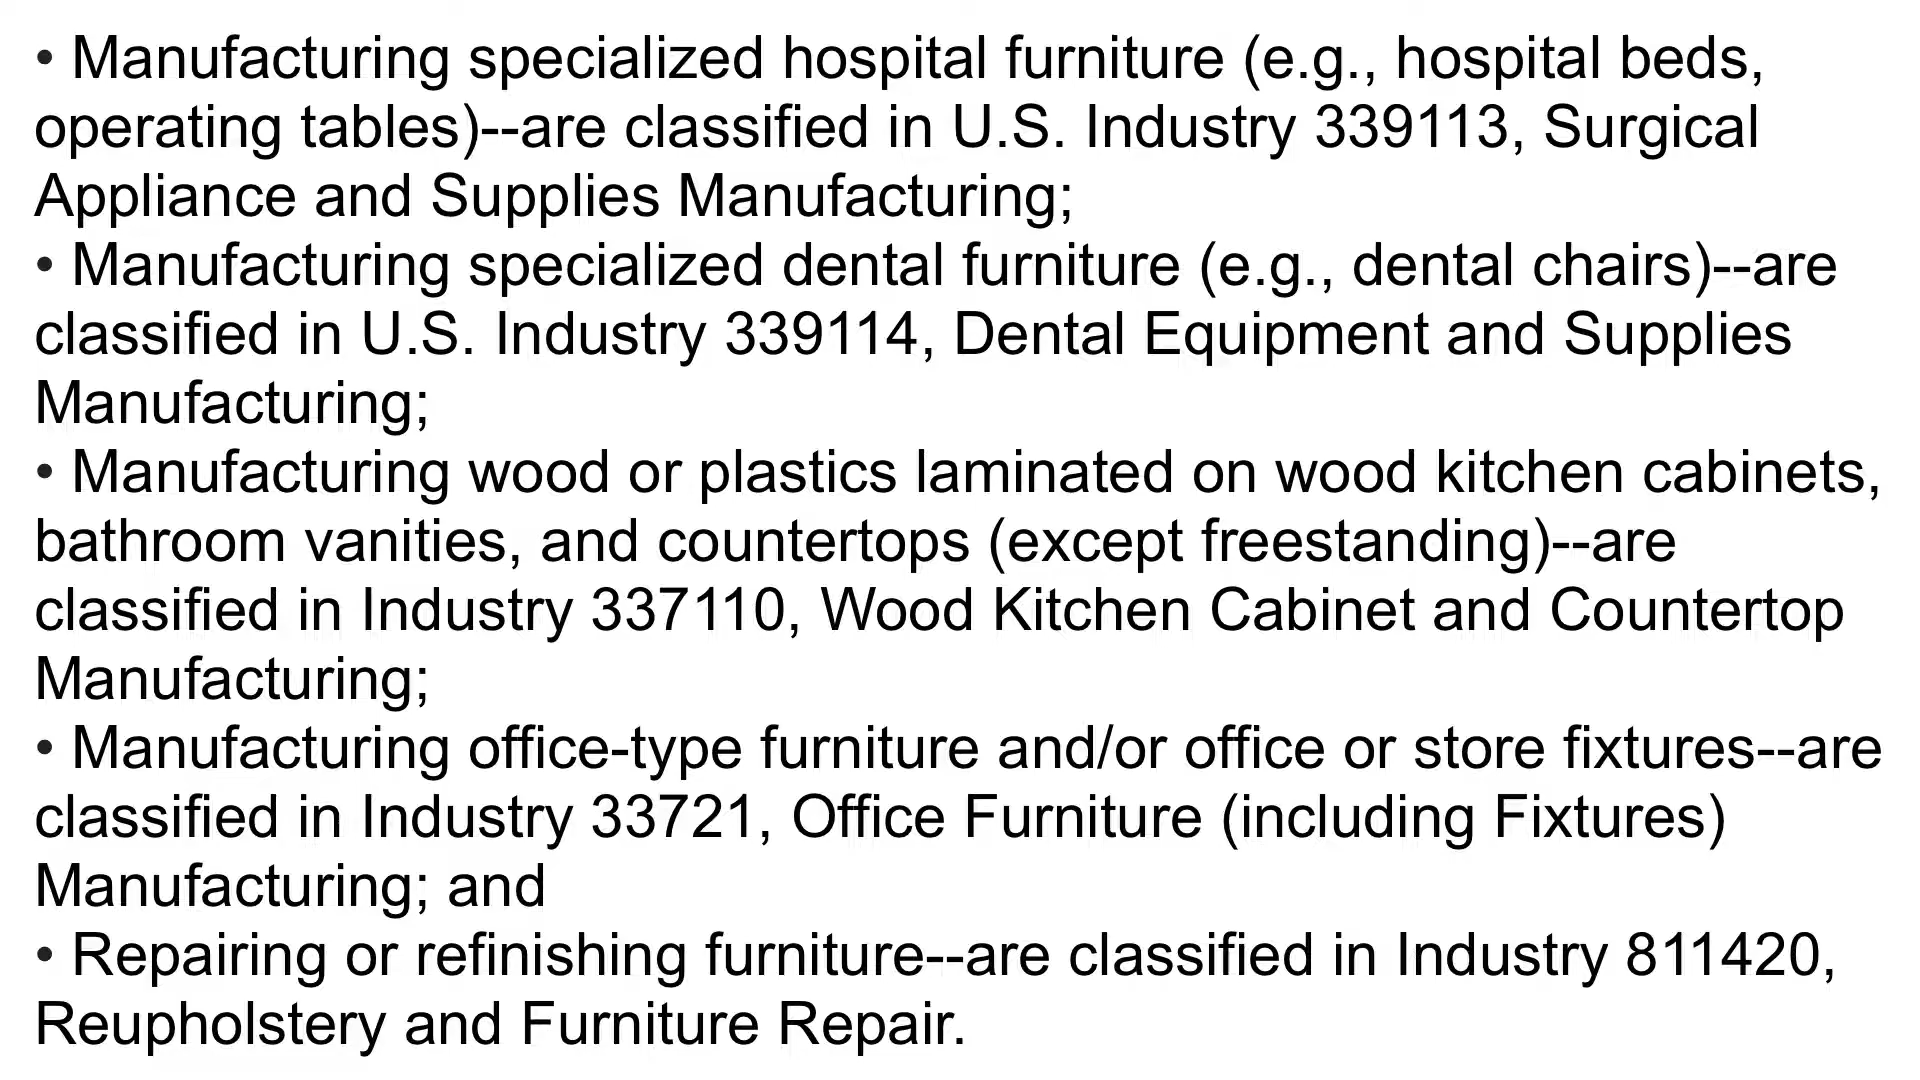 • Manufacturing specialized hospital furniture (e.g., hospital beds,
operating tables)--are classified in U.S. Industry 339113, Surgical
Appliance and Supplies Manufacturing;
• Manufacturing specialized dental furniture (e.g., dental chairs)--are
classified in U.S. Industry 339114, Dental Equipment and Supplies
Manufacturing;
• Manufacturing wood or plastics laminated on wood kitchen cabinets,
bathroom vanities, and countertops (except freestanding)--are
classified in Industry 337110, Wood Kitchen Cabinet and Countertop
Manufacturing;
• Manufacturing office-type furniture and/or office or store fixtures--are
classified in Industry 33721, Office Furniture (including Fixtures)
Manufacturing; and
• Repairing or refinishing furniture--are classified in Industry 811420,
Reupholstery and Furniture Repair.